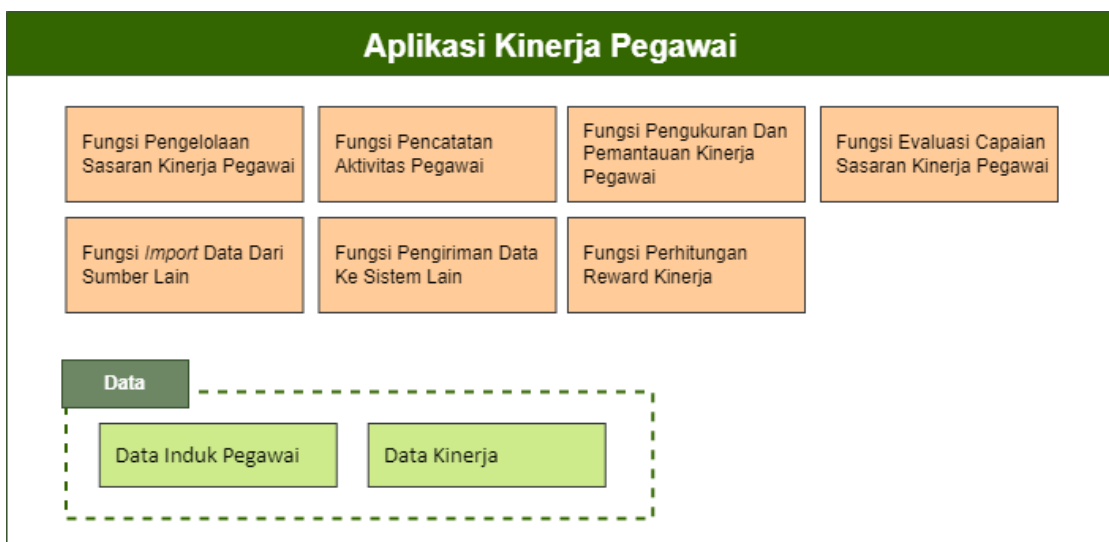 Aplikasi Kinerja Pegawai
Fungsi Pengelolaan
Sasaran Kinerja Pegawai
Fungsi Pencatatan
Aktivitas Pegawai
Fungsi Pengukuran Dan
Pemantauan Kinerja
Pegawai
Fungsi Evaluasi Capaian
Sasaran Kinerja Pegawai
Fungsi Import Data Dari
Sumber Lain
Fungsi Pengiriman Data
Ke Sistem Lain
Fungsi Perhitungan
Reward Kinerja
Data
Data Induk Pegawai
Data Kinerja